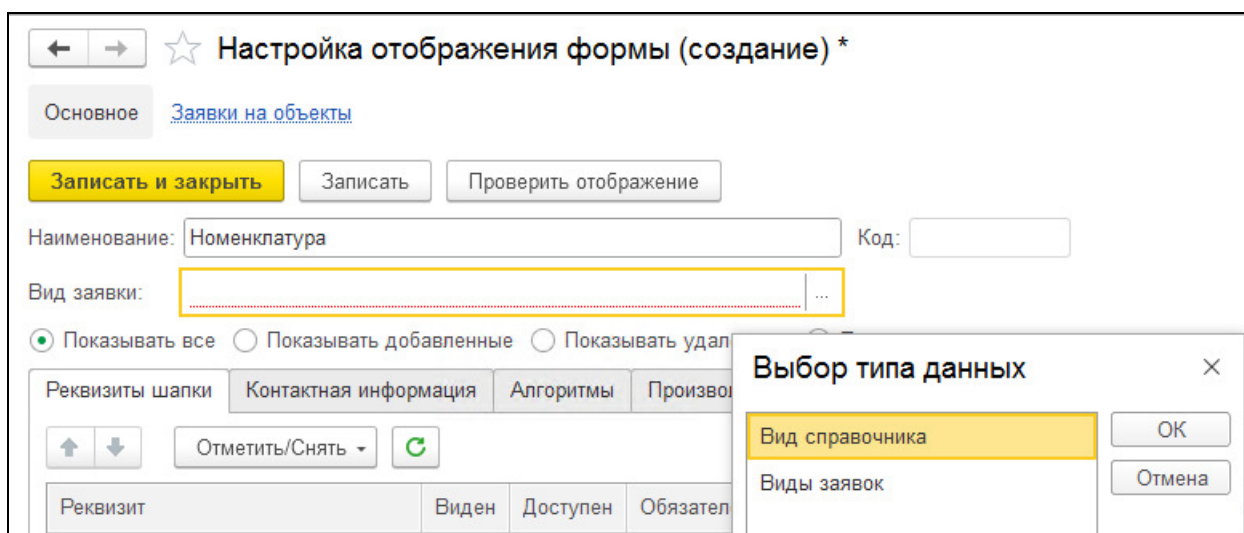 Настройка отображения формы (создание) *
Основное Заявки на объекты
Записать и закрыть Записать Проверить отображение
Наименование: Номенклатура Код:
Вид заявки: ...
Показывать все Показывать добавленные Показывать удал
Реквизиты шапки Контактная информация Алгоритмы Произвол
Отметить/Снять
Реквизит Виден Доступен Обязател
Выбор типа данных
Вид справочника ОК
Виды заявок Отмена